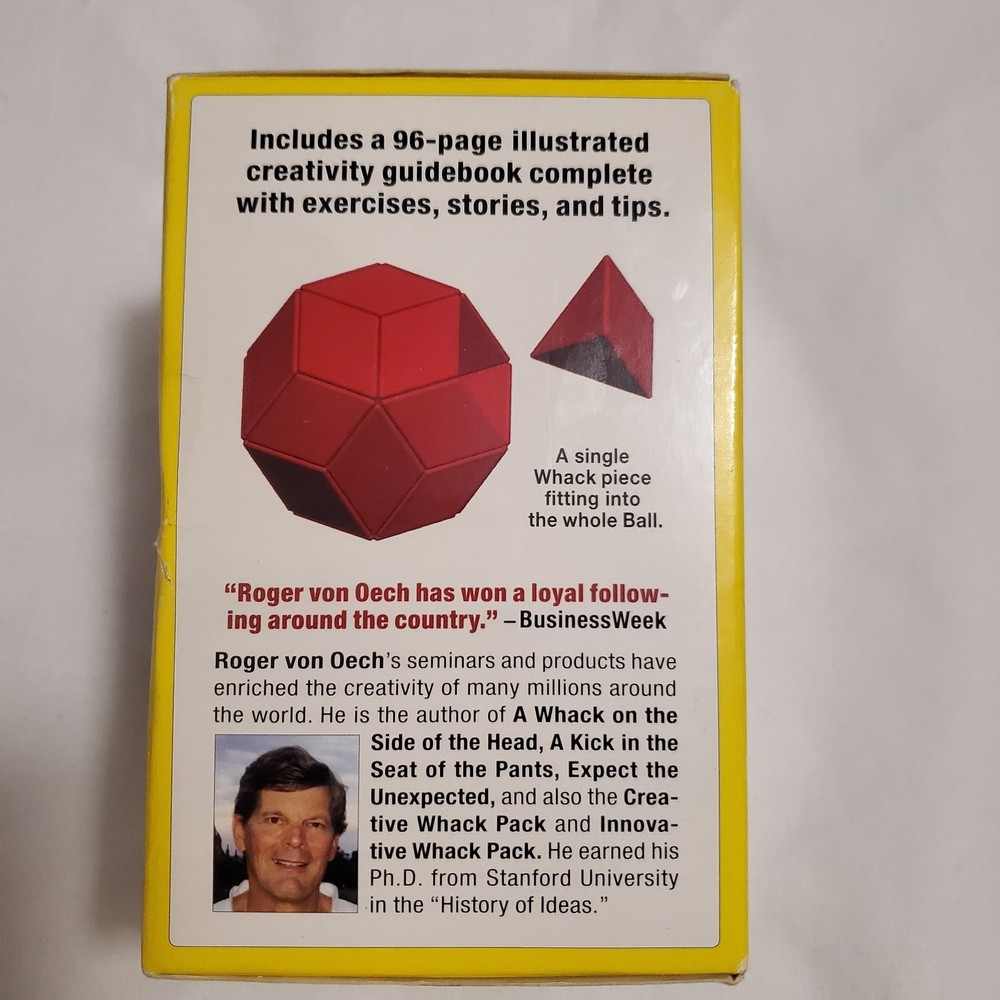 Includes a 96-page illustrated
creativity guidebook complete
with exercises, stories, and tips.
A single
Whack piece
fitting into
the whole Ball.
“Roger von Oech has won a loyal follow-
ing around the country.” –BusinessWeek
Roger von Oech’s seminars and products have
enriched the creativity of many millions around
the world. He is the author of A Whack on the
Side of the Head, A Kick in the
Seat of the Pants, Expect the
Unexpected, and also the Crea-
tive Whack Pack and Innova-
tive Whack Pack. He earned his
Ph.D. from Stanford University
in the “History of Ideas.”